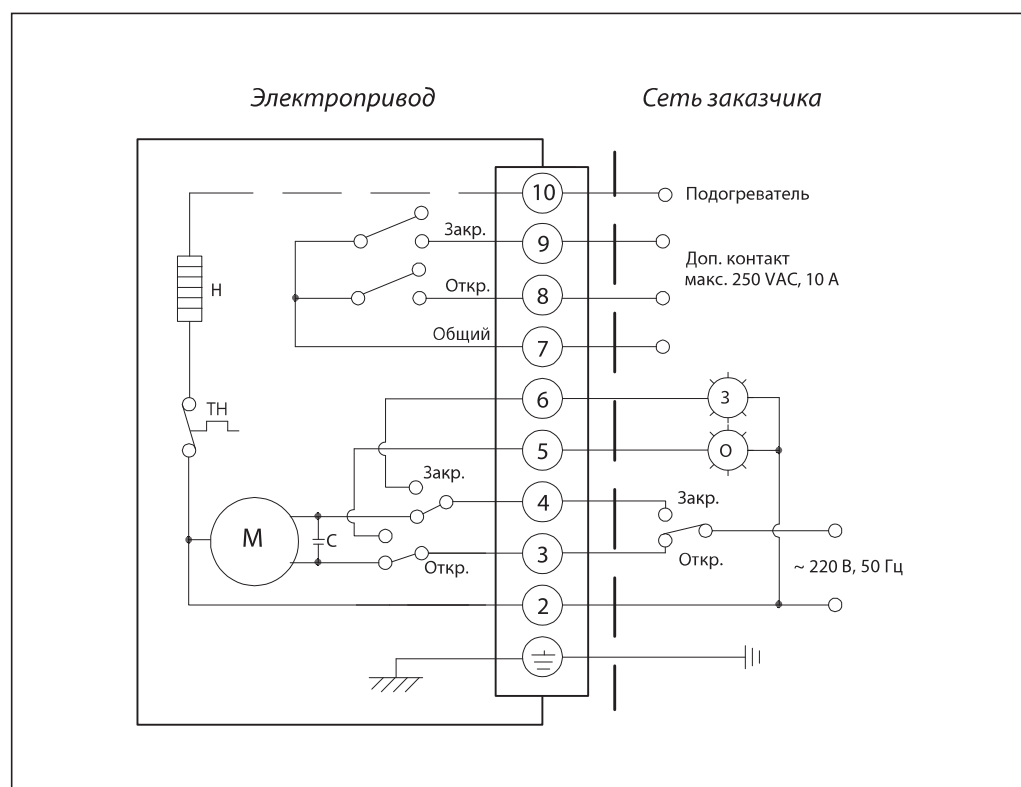 Электропривод
Сеть заказчика
10
Подогреватель
Закр.
9
Доп. контакт
макс. 250 VAC, 10 А
Н
Откр.
8
Общий
7
6
З
ТН
5
О
Закр.
4
Закр.
М
С
Откр.
3
Откр.
~ 220 В, 50 Гц
2